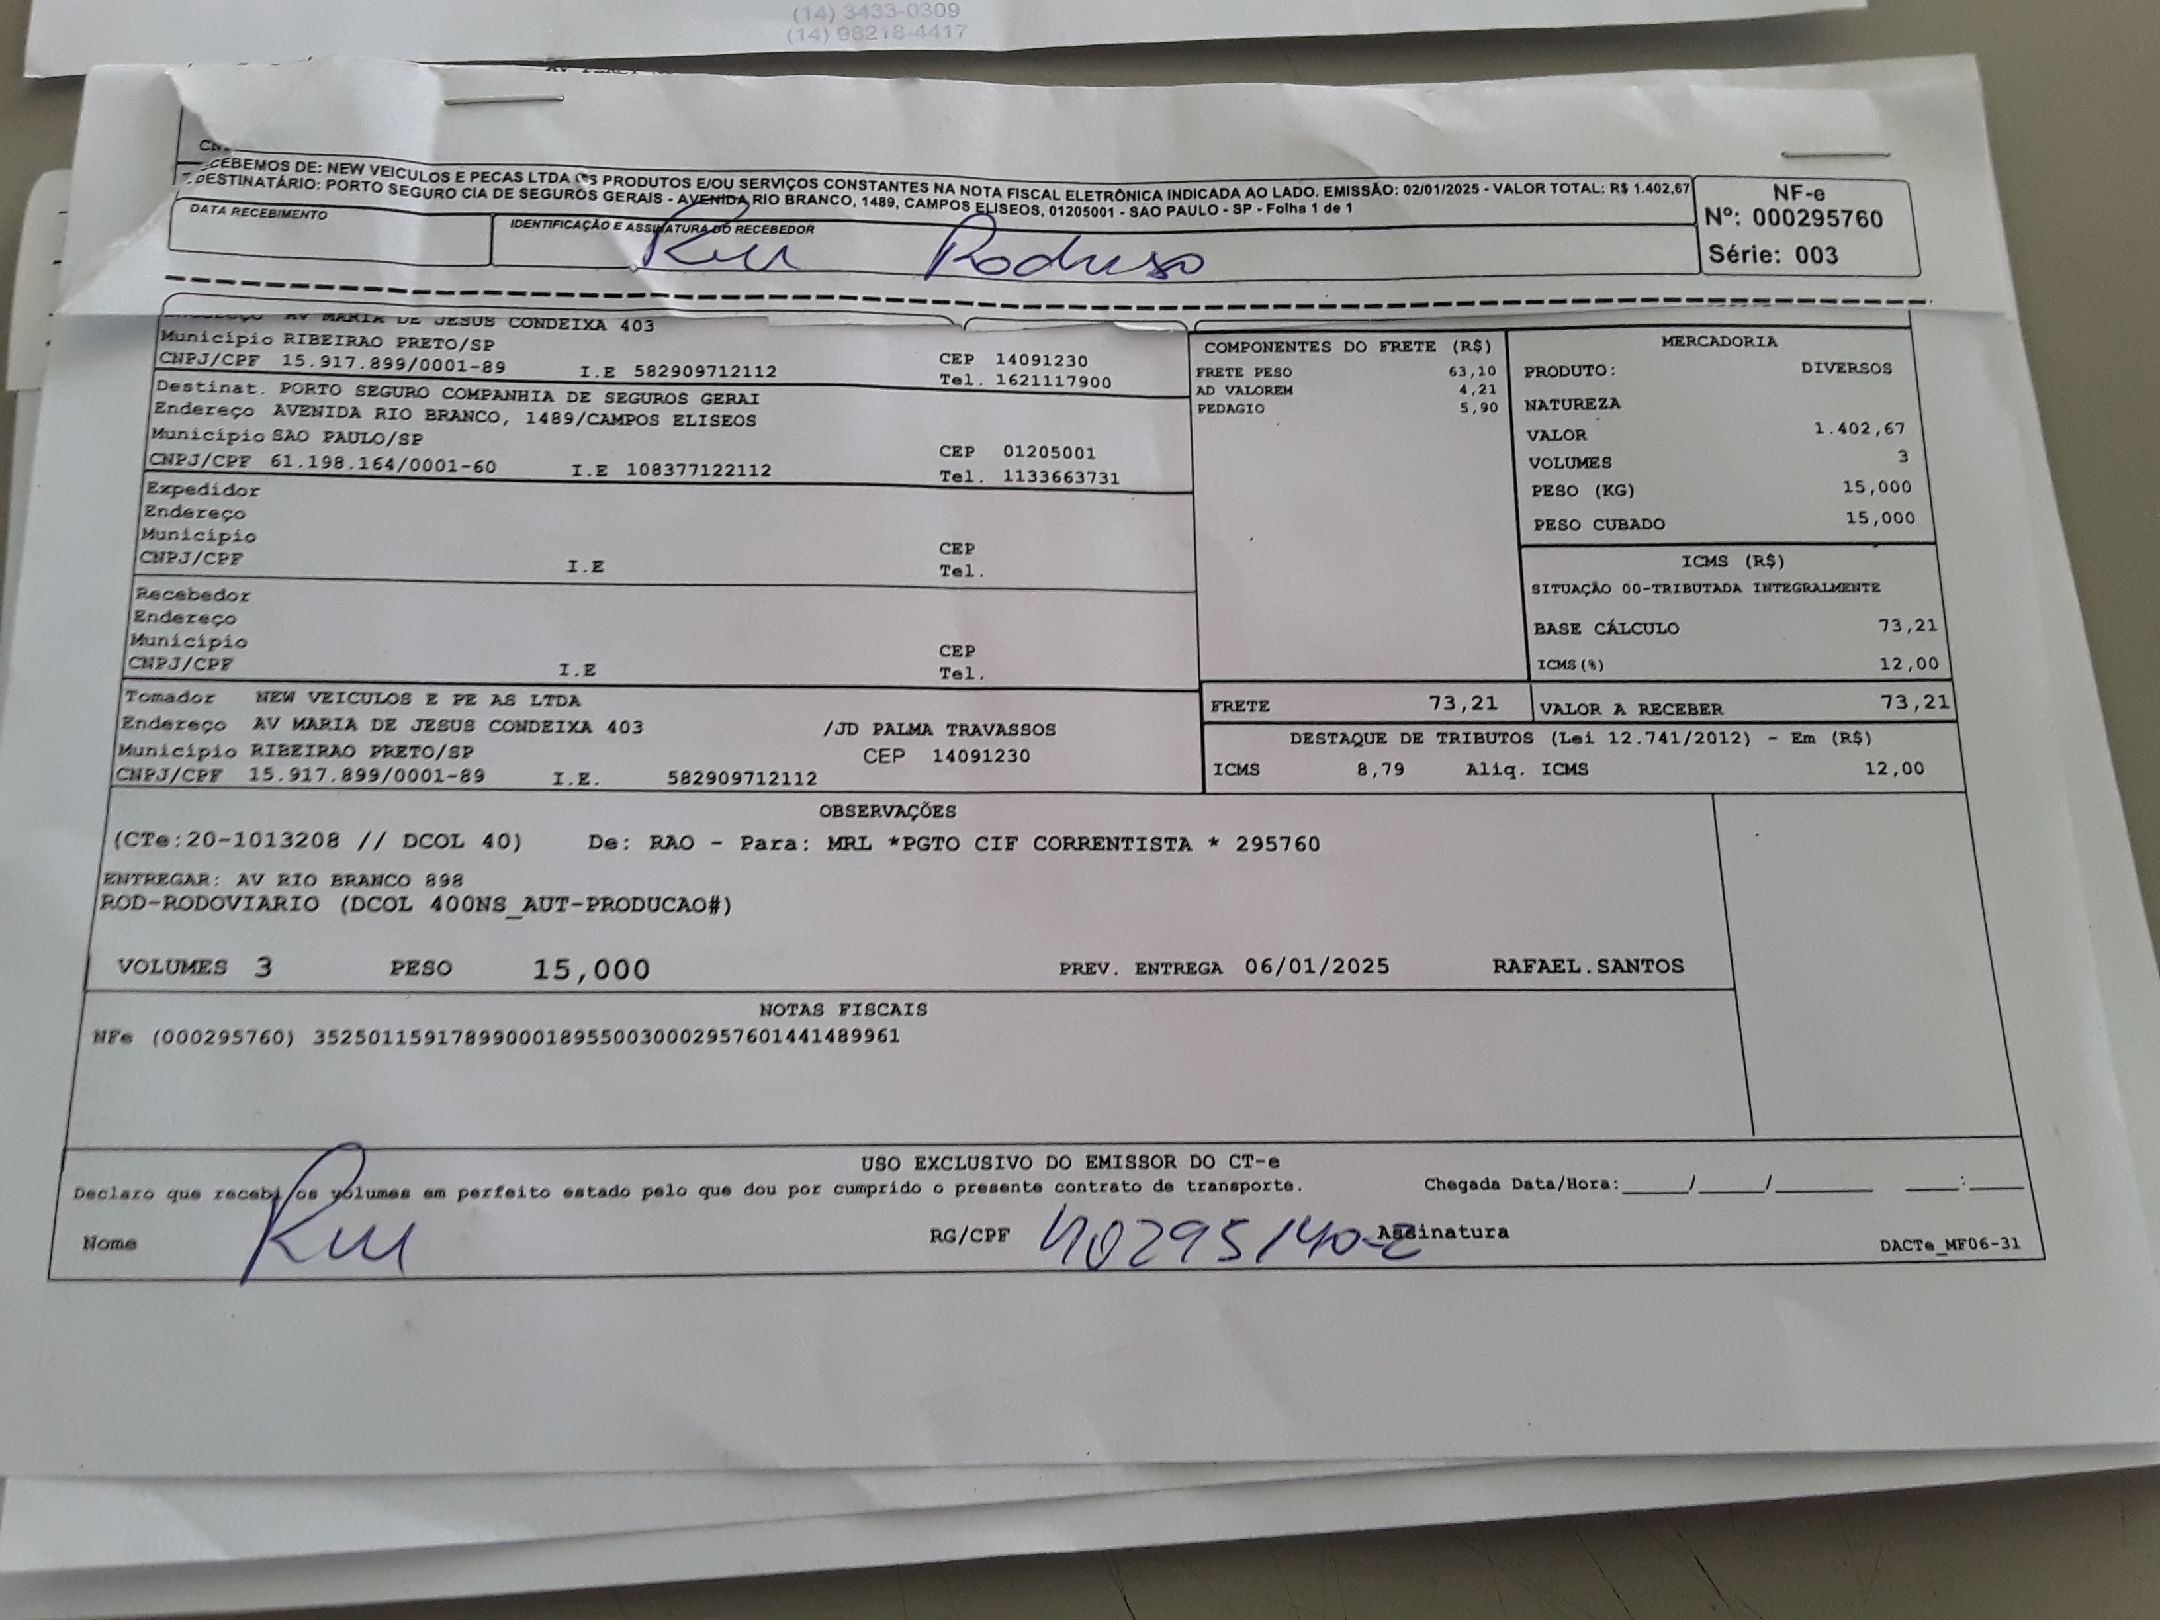 (14) 3433-0309
(14) 98218-4417
CEBEMOS DE: NEW VEICULOS E PECAS LTDA OS PRODUTOS E/OU SERVIÇOS CONSTANTES NA NOTA FISCAL ELETRÔNICA INDICADA AO LADO. EMISSÃO: 02/01/2025 - VALOR TOTAL: R$ 1.402,67
DESTINATÁRIO: PORTO SEGURO CIA DE SEGUROS GERAIS - AVENIDA RIO BRANCO, 1489, CAMPOS ELISEOS, 01205001 - SAO PAULO - SP - Folha 1 de 1
DATA RECEBIMENTO
IDENTIFICAÇÃO E ASSINATURA DO RECEBEDOR
NF-e
Nº: 000295760
Série: 003
Endereço AV MARIA DE JESUS CONDEIXA 403
Município RIBEIRAO PRETO/SP
CEP 14091230
CNPJ/CPF 15.917.899/0001-89 I.E 582909712112
Tel. 1621117900
Destinat. PORTO SEGURO COMPANHIA DE SEGUROS GERAI
Endereço AVENIDA RIO BRANCO, 1489/CAMPOS ELISEOS
Município SAO PAULO/SP
CEP 01205001
CNPJ/CPF 61.198.164/0001-60 I.E 108377122112
Tel. 1133663731
Expedidor
Endereço
Município
CEP
CNPJ/CPF I.E Tel.
Recebedor
Endereço
Município
CEP
CNPJ/CPF I.E Tel.
Tomador NEW VEICULOS E PE AS LTDA
Endereço AV MARIA DE JESUS CONDEIXA 403 /JD PALMA TRAVASSOS
Município RIBEIRAO PRETO/SP CEP 14091230
CNPJ/CPF 15.917.899/0001-89 I.E. 582909712112
COMPONENTES DO FRETE (R$)
FRETE PESO 63,10
AD VALOREM 4,21
PEDAGIO 5,90
MERCADORIA
PRODUTO: DIVERSOS
NATUREZA
VALOR 1.402,67
VOLUMES 3
PESO (KG) 15,000
PESO CUBADO 15,000
ICMS (R$)
SITUAÇÃO 00-TRIBUTADA INTEGRALMENTE
BASE CÁLCULO 73,21
ICMS(%) 12,00
FRETE 73,21 VALOR A RECEBER 73,21
DESTAQUE DE TRIBUTOS (Lei 12.741/2012) - Em (R$)
ICMS 8,79 Aliq. ICMS 12,00
OBSERVAÇÕES
(CTe:20-1013208 // DCOL 40) De: RAO - Para: MRL *PGTO CIF CORRENTISTA * 295760
ENTREGAR: AV RIO BRANCO 898
ROD-RODOVIARIO (DCOL 400NS_AUT-PRODUCAO#)
VOLUMES 3 PESO 15,000 PREV. ENTREGA 06/01/2025 RAFAEL.SANTOS
NOTAS FISCAIS
NFe (000295760) 35250115917899000189550030002957601441489961
USO EXCLUSIVO DO EMISSOR DO CT-e
Declaro que recebi os volumes em perfeito estado pelo que dou por cumprido o presente contrato de transporte. Chegada Data/Hora:____/____/______ ___:___
Nome RG/CPF Assinatura
DACTe_MF06-31